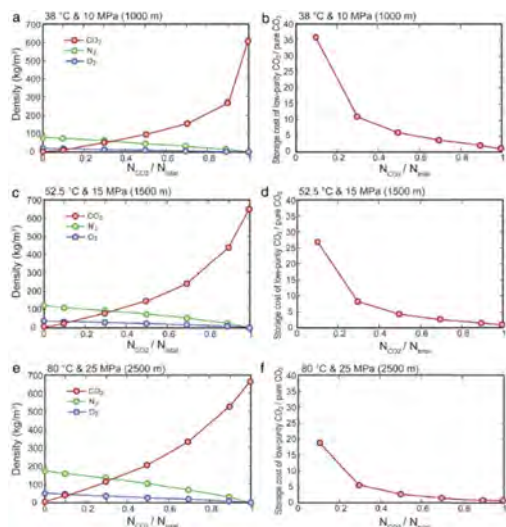 a
38 °C & 10 MPa (1000 m)
700
600
500
400
300
200
100
0
Density (kg/m³)
CO₂
N₂
O₂
0 0.2 0.4 0.6 0.8 1
N_CO2 / N_total
b
38 °C & 10 MPa (1000 m)
40
35
30
25
20
15
10
5
0
Storage cost of low-purity CO₂ / pure CO₂
0 0.2 0.4 0.6 0.8 1
N_CO2 / N_total
c
52.5 °C & 15 MPa (1500 m)
700
600
500
400
300
200
100
0
Density (kg/m³)
CO₂
N₂
O₂
0 0.2 0.4 0.6 0.8 1
N_CO2 / N_total
d
52.5 °C & 15 MPa (1500 m)
40
35
30
25
20
15
10
5
0
Storage cost of low-purity CO₂ / pure CO₂
0 0.2 0.4 0.6 0.8 1
N_CO2 / N_total
e
80 °C & 25 MPa (2500 m)
700
600
500
400
300
200
100
0
Density (kg/m³)
CO₂
N₂
O₂
0 0.2 0.4 0.6 0.8 1
N_CO2 / N_total
f
80 °C & 25 MPa (2500 m)
40
35
30
25
20
15
10
5
0
Storage cost of low-purity CO₂ / pure CO₂
0 0.2 0.4 0.6 0.8 1
N_CO2 / N_total